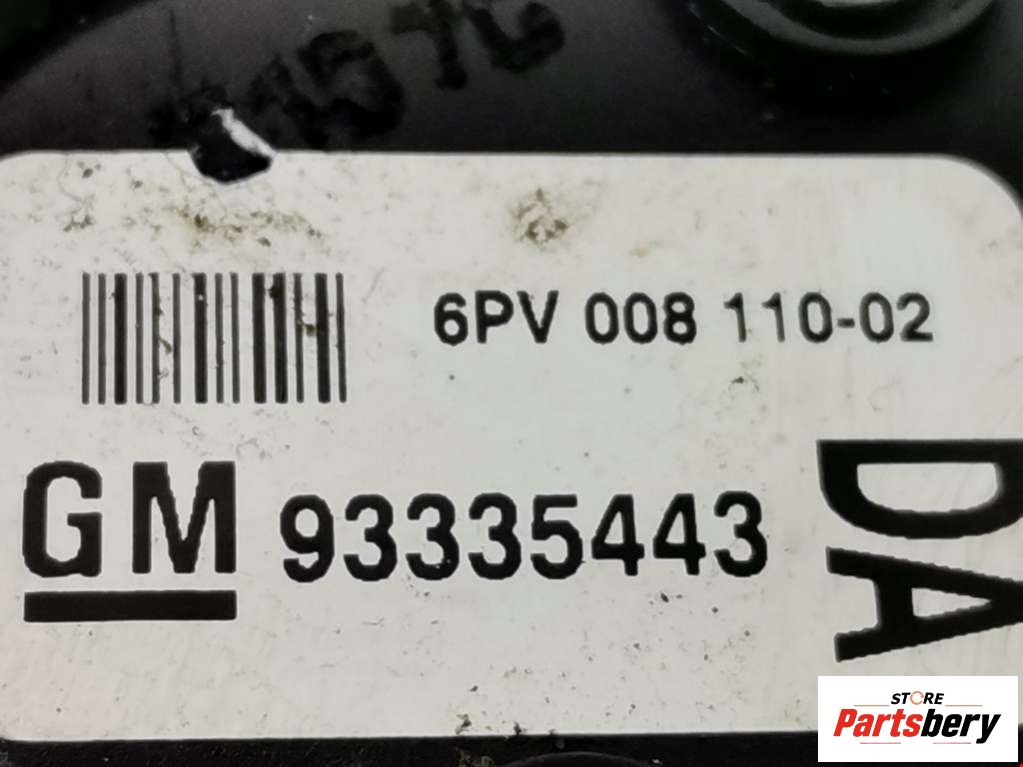 6PV 008 110-02
GM 93335443
DA
STORE
Partsbery